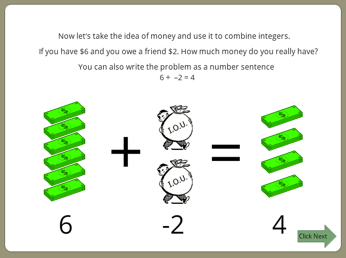 Now let's take the idea of money and use it to combine integers.
If you have $6 and you owe a friend $2. How much money do you really have?
You can also write the problem as a number sentence
6 + −2 = 4
I.O.U.
+ =
I.O.U.
6 -2 4
Click Next